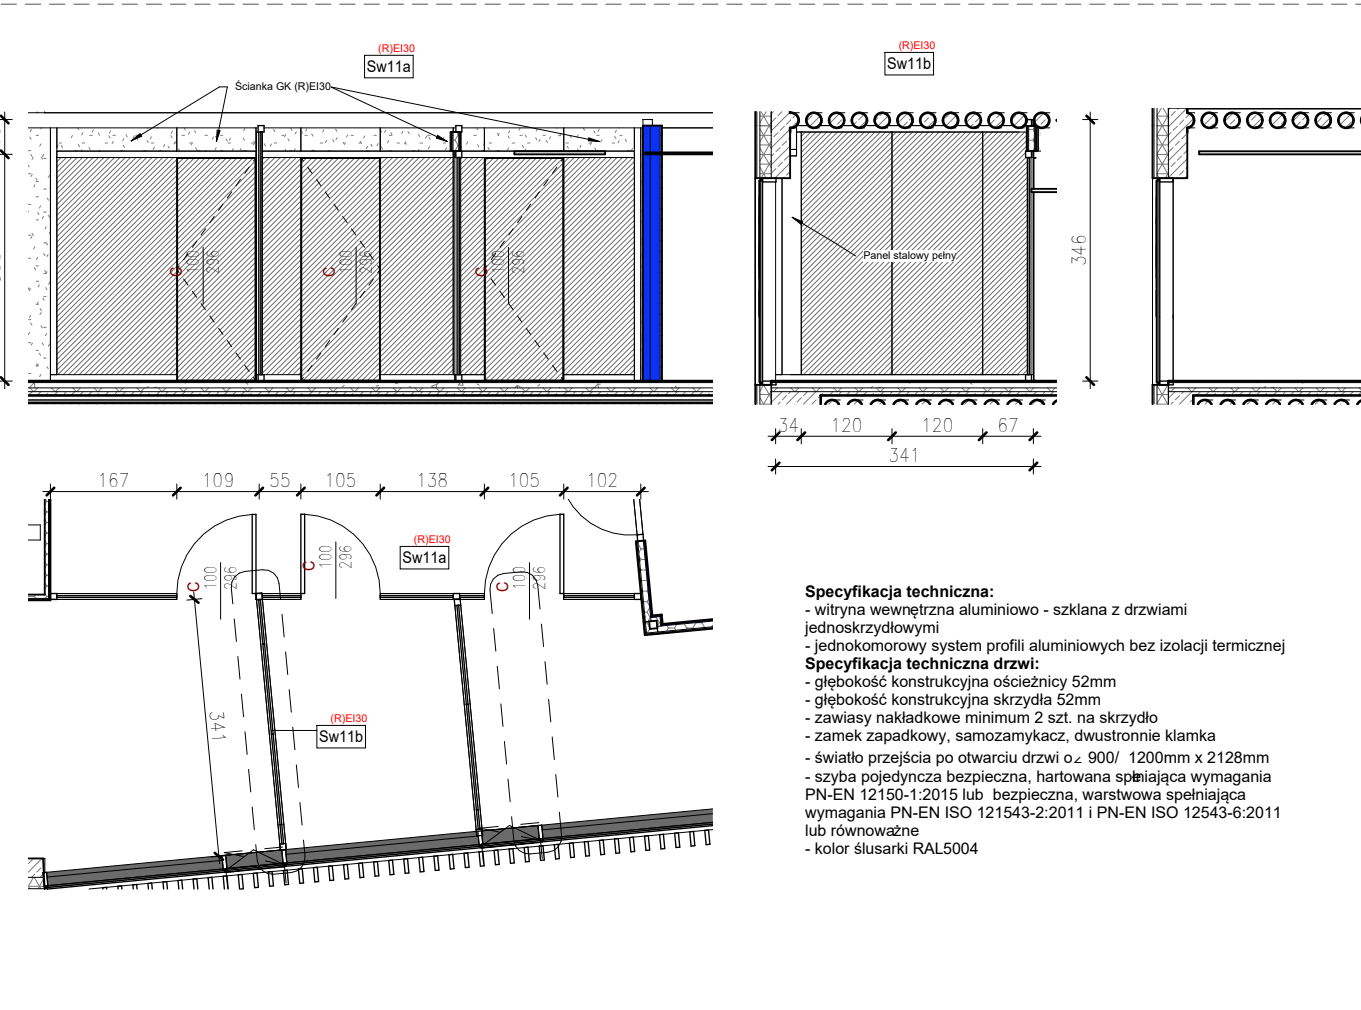 (R)EI30
Sw11a
Ścianka GK (R)EI30
C
100
296
C
100
296
C
100
296
(R)EI30
Sw11b
Panel stalowy pełny
346
34
120
120
67
341
167
109
55
105
138
105
102
(R)EI30
Sw11a
C
100
296
C
100
296
C
100
296
341
(R)EI30
Sw11b
Specyfikacja techniczna:
- witryna wewnętrzna aluminiowo - szklana z drzwiami
jednoskrzydłowymi
- jednokomorowy system profili aluminiowych bez izolacji termicznej
Specyfikacja techniczna drzwi:
- głębokość konstrukcyjna ościeżnicy 52mm
- głębokość konstrukcyjna skrzydła 52mm
- zawiasy nakładkowe minimum 2 szt. na skrzydło
- zamek zapadkowy, samozamykacz, dwustronnie klamka
- światło przejścia po otwarciu drzwi o∠ 900/ 1200mm x 2128mm
- szyba pojedyncza bezpieczna, hartowana spełniająca wymagania
PN-EN 12150-1:2015 lub bezpieczna, warstwowa spełniająca
wymagania PN-EN ISO 121543-2:2011 i PN-EN ISO 12543-6:2011
lub równoważne
- kolor ślusarki RAL5004